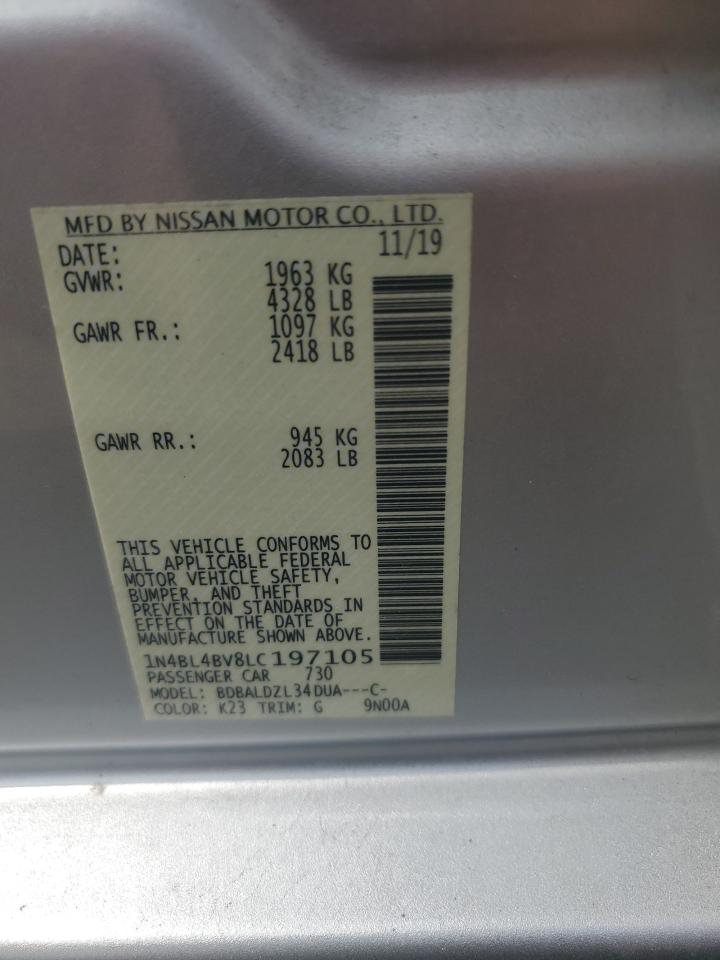 MFD BY NISSAN MOTOR CO., LTD.
DATE: 11/19
GVWR: 1963 KG
4328 LB
GAWR FR.: 1097 KG
2418 LB
GAWR RR.: 945 KG
2083 LB
THIS VEHICLE CONFORMS TO
ALL APPLICABLE FEDERAL
MOTOR VEHICLE SAFETY,
BUMPER, AND THEFT
PREVENTION STANDARDS IN
EFFECT ON THE DATE OF
MANUFACTURE SHOWN ABOVE.
1N4BL4BV8LC197105
PASSENGER CAR 730
MODEL: BDBALDZL34DUA---C-
COLOR: K23 TRIM: G 9N00A